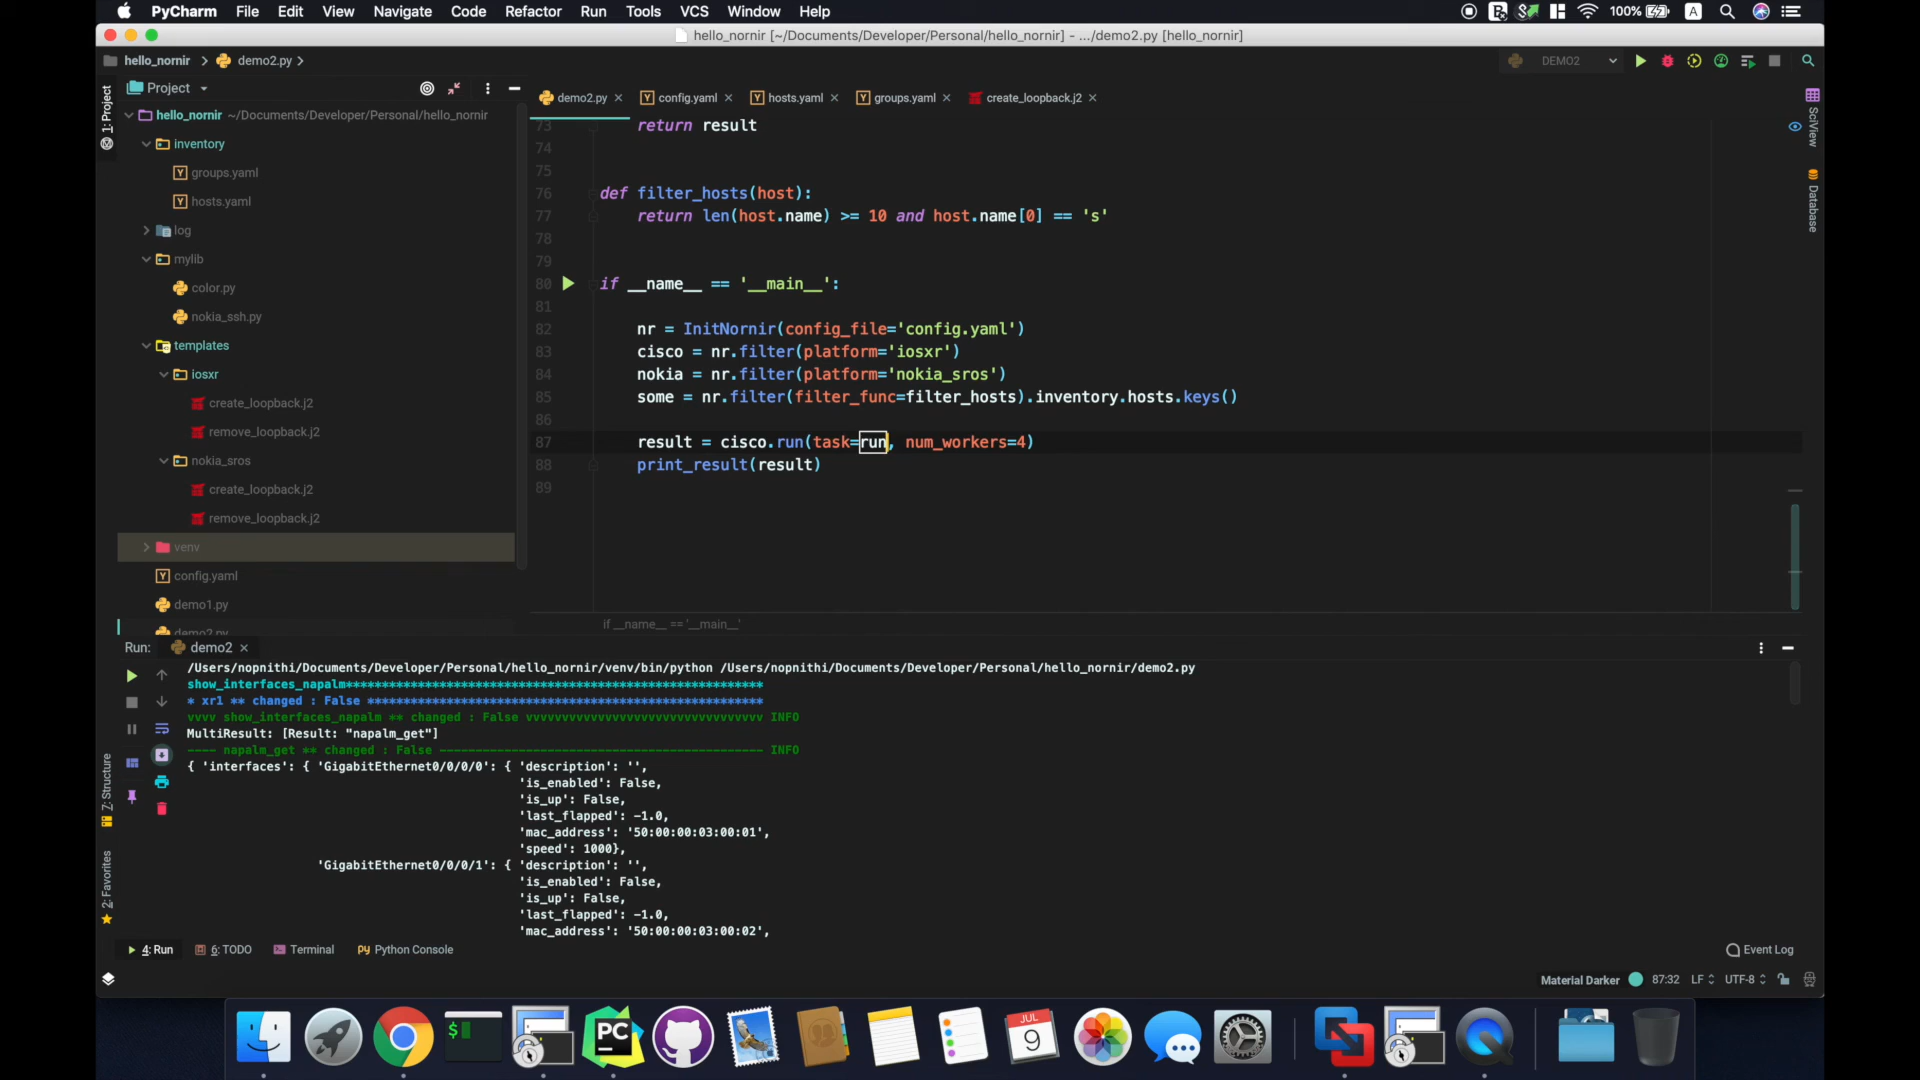 PyCharm File Edit View Navigate Code Refactor Run Tools VCS Window Help 100% A
hello_nornir [~/Documents/Developer/Personal/hello_nornir] - .../demo2.py [hello_nornir]
hello_nornir demo2.py DEMO2
Project
demo2.py config.yaml hosts.yaml groups.yaml create_loopback.j2
hello_nornir ~/Documents/Developer/Personal/hello_nornir
inventory
groups.yaml
hosts.yaml
log
mylib
color.py
nokia_ssh.py
templates
iosxr
create_loopback.j2
remove_loopback.j2
nokia_sros
create_loopback.j2
remove_loopback.j2
venv
config.yaml
demo1.py
demo2.py
1: Project
7: Structure
2: Favorites
SciView
Database
73 return result
74
75
76 def filter_hosts(host):
77 return len(host.name) >= 10 and host.name[0] == 's'
78
79
80 if __name__ == '__main__':
81
82 nr = InitNornir(config_file='config.yaml')
83 cisco = nr.filter(platform='iosxr')
84 nokia = nr.filter(platform='nokia_sros')
85 some = nr.filter(filter_func=filter_hosts).inventory.hosts.keys()
86
87 result = cisco.run(task=run, num_workers=4)
88 print_result(result)
89
if __name__ == '__main__'
Run: demo2
/Users/nopnithi/Documents/Developer/Personal/hello_nornir/venv/bin/python /Users/nopnithi/Documents/Developer/Personal/hello_nornir/demo2.py
show_interfaces_napalm**********************************************************
* xr1 ** changed : False *******************************************************
vvvv show_interfaces_napalm ** changed : False vvvvvvvvvvvvvvvvvvvvvvvvvvvvvvvvv INFO
MultiResult: [Result: "napalm_get"]
---- napalm_get ** changed : False --------------------------------------------- INFO
{ 'interfaces': { 'GigabitEthernet0/0/0/0': { 'description': '',
'is_enabled': False,
'is_up': False,
'last_flapped': -1.0,
'mac_address': '50:00:00:03:00:01',
'speed': 1000},
'GigabitEthernet0/0/0/1': { 'description': '',
'is_enabled': False,
'is_up': False,
'last_flapped': -1.0,
'mac_address': '50:00:00:03:00:02',
4: Run 6: TODO Terminal Python Console Event Log
Material Darker 87:32 LF UTF-8
$
PC
JUL
9